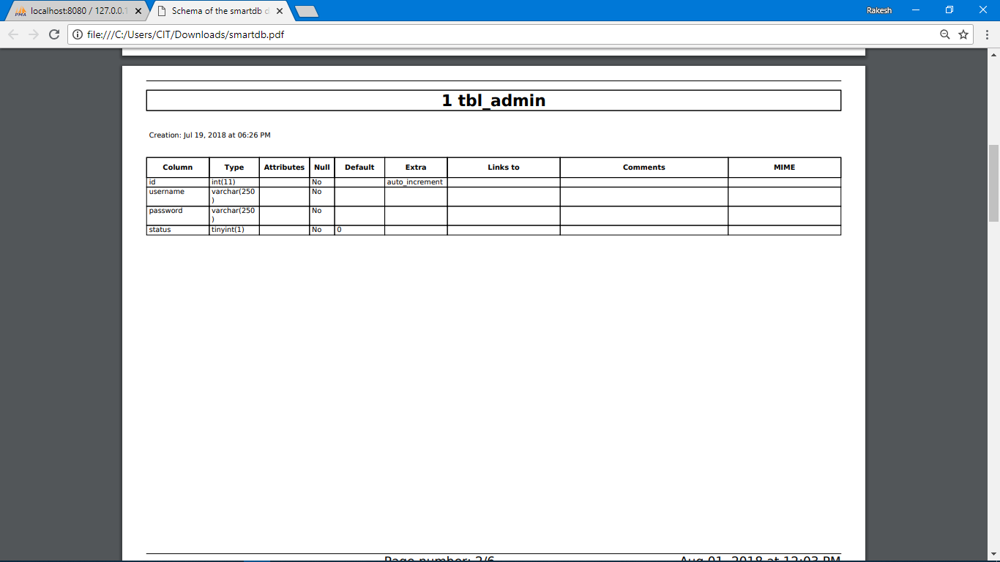 PMA localhost:8080 / 127.0.0.1
Schema of the smartdb d
Rakesh
file:///C:/Users/CIT/Downloads/smartdb.pdf
1 tbl_admin
Creation: Jul 19, 2018 at 06:26 PM
Column Type Attributes Null Default Extra Links to Comments MIME
id int(11) No auto_increment
username varchar(250 No
)
password varchar(250 No
)
status tinyint(1) No 0
Page number: 2/6 Aug 01, 2018 at 12:03 PM